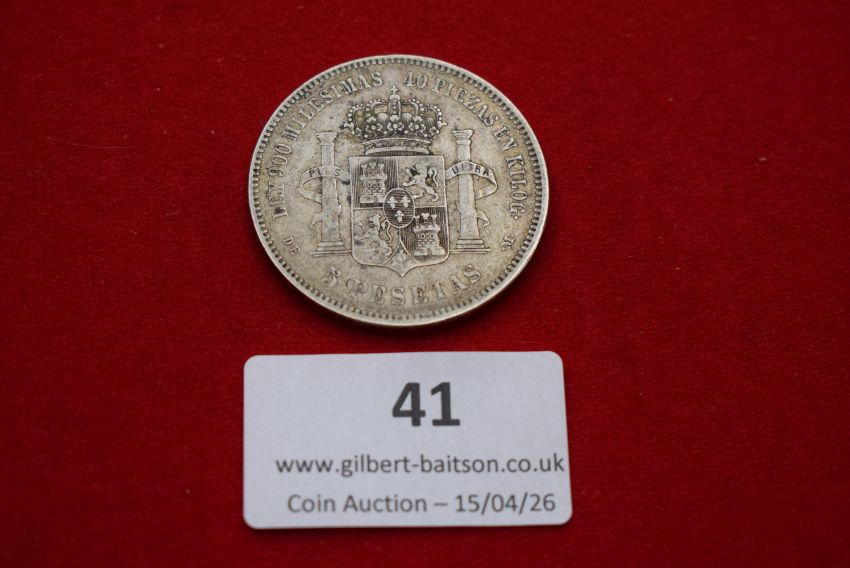 LEY 900 MILESIMAS 40 PIEZAS EN KILOG.
PLUS ULTRA
DE M.
5 PESETAS
41
www.gilbert-baitson.co.uk
Coin Auction – 15/04/26